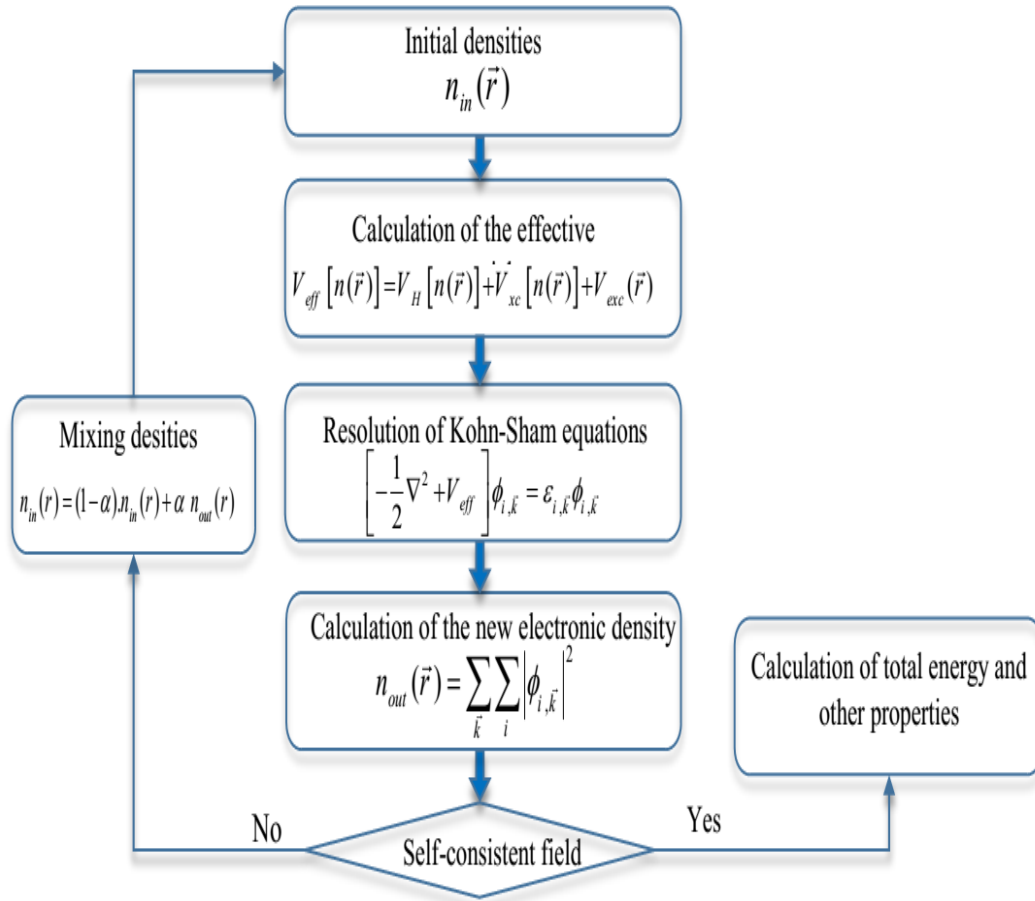 Initial densities
n_in(r⃗)
Calculation of the effective
V_eff[n(r⃗)]=V_H[n(r⃗)]+V_xc[n(r⃗)]+V_exc(r⃗)
Resolution of Kohn-Sham equations
[-1/2 ∇² +V_eff]ϕ_i,k⃗ = ε_i,k⃗ ϕ_i,k⃗
Mixing desities
n_in(r)=(1-α).n_in(r)+α n_out(r)
Calculation of the new electronic density
n_out(r⃗)=∑_k⃗ ∑_i |ϕ_i,k⃗|²
Calculation of total energy and
other properties
No
Yes
Self-consistent field